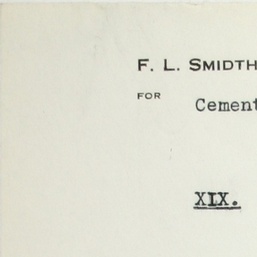 F. L. SMIDTH
FOR
Cement
XIX.